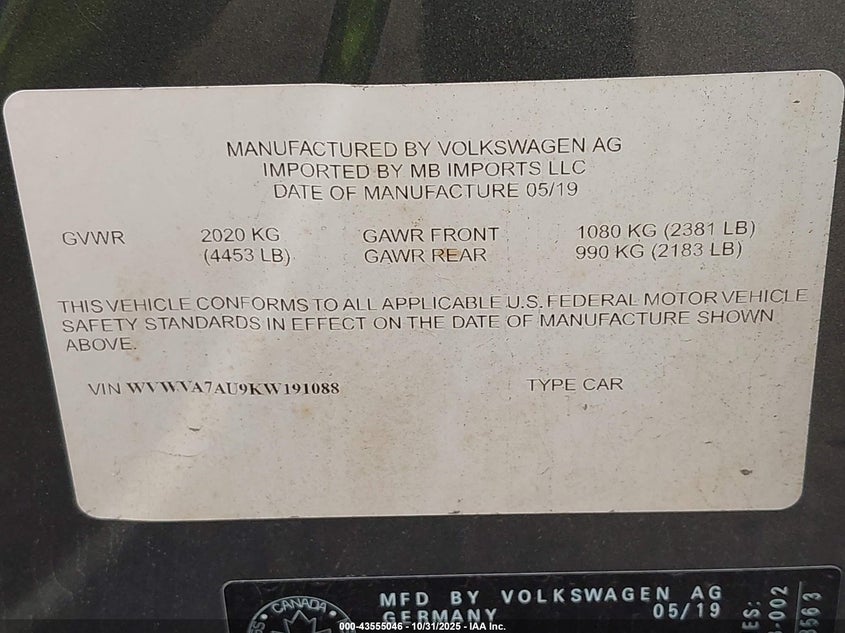 MANUFACTURED BY VOLKSWAGEN AG
IMPORTED BY MB IMPORTS LLC
DATE OF MANUFACTURE 05/19
GVWR 2020 KG GAWR FRONT 1080 KG (2381 LB)
(4453 LB) GAWR REAR 990 KG (2183 LB)
THIS VEHICLE CONFORMS TO ALL APPLICABLE U.S. FEDERAL MOTOR VEHICLE
SAFETY STANDARDS IN EFFECT ON THE DATE OF MANUFACTURE SHOWN
ABOVE.
VIN WVWVA7AU9KW191088 TYPE CAR
CANADA
MFD BY VOLKSWAGEN AG
GERMANY 05/19
000-43555046 - 10/31/2025 - IAA Inc.